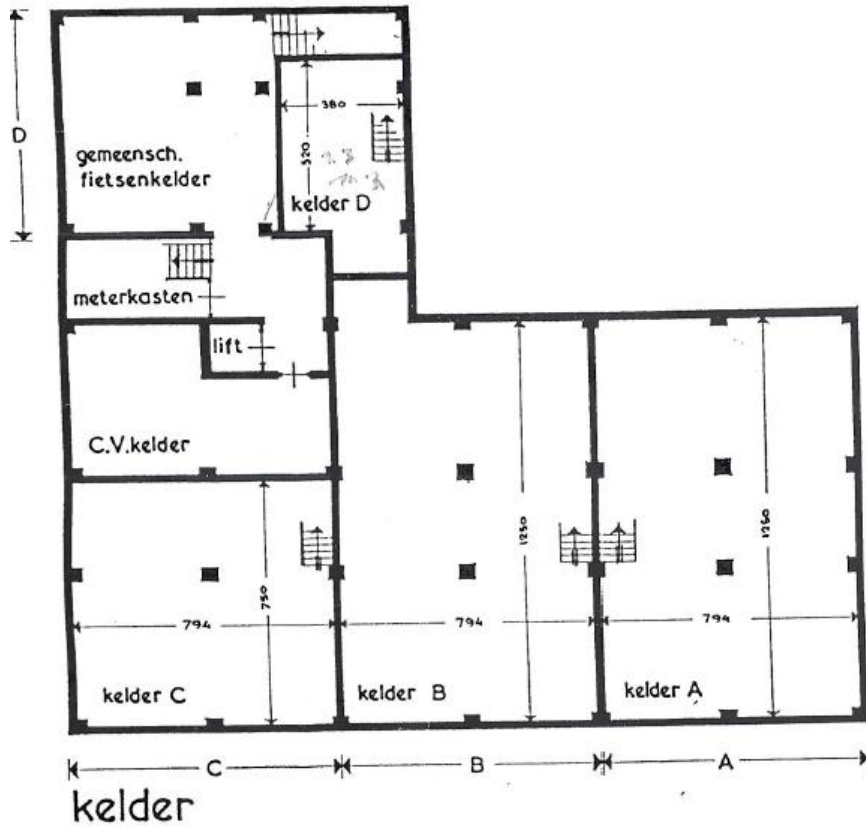 D
gemeensch.
fietsenkelder
380
520
kelder D
meterkasten
lift
C.V.kelder
750
1250
1250
794
794
794
kelder C
kelder B
kelder A
C
B
A
kelder